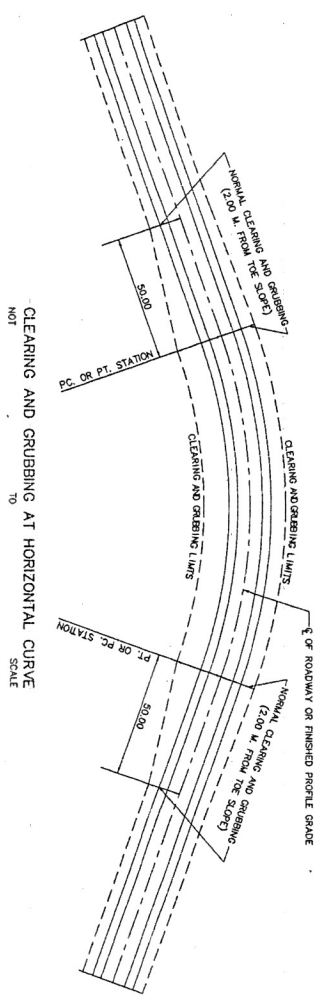 NORMAL CLEARING AND GRUBBING
(2.00 M. FROM TOE SLOPE)
50.00
PC. OR PT. STATION
CLEARING AND GRUBBING LIMITS
CLEARING AND GRUBBING LIMITS
℄ OF ROADWAY OR FINISHED PROFILE GRADE
PT. OR PC. STATION
50.00
NORMAL CLEARING AND GRUBBING
(2.00 M. FROM TOE SLOPE)
CLEARING AND GRUBBING AT HORIZONTAL CURVE
NOT TO SCALE